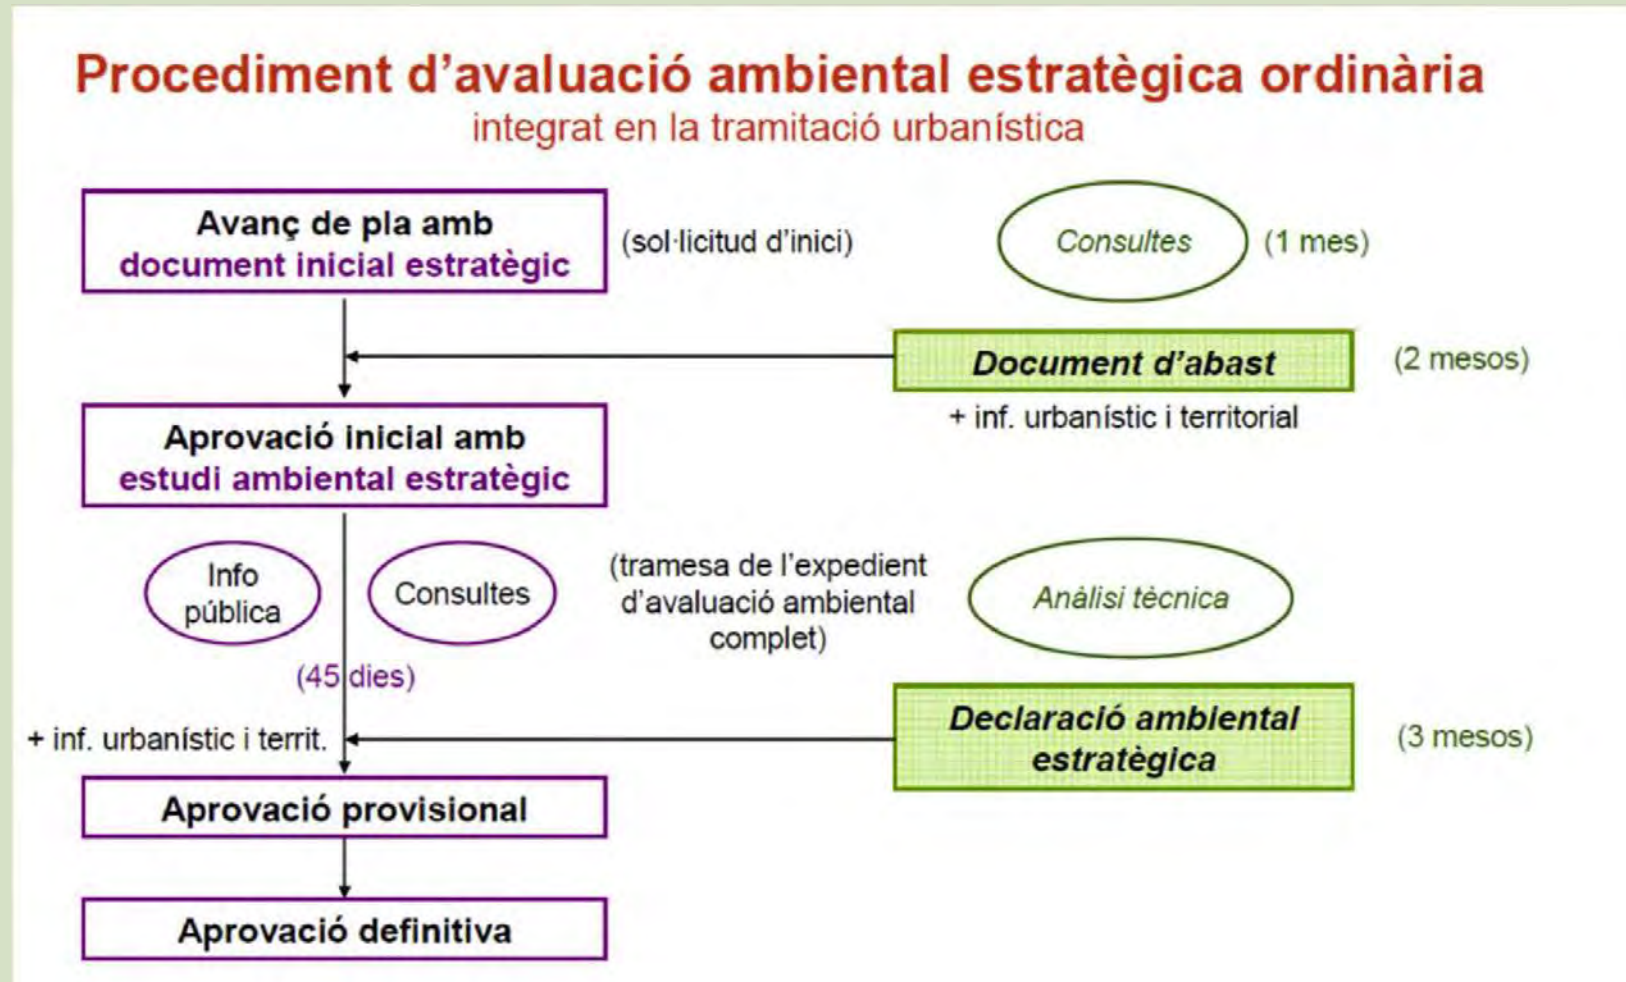 Procediment d'avaluació ambiental estratègica ordinària
integrat en la tramitació urbanística
Avanç de pla amb
document inicial estratègic
(sol·licitud d'inici)
Consultes
(1 mes)
Document d'abast
(2 mesos)
+ inf. urbanístic i territorial
Aprovació inicial amb
estudi ambiental estratègic
Info
pública
Consultes
(45 dies)
(tramesa de l'expedient
d'avaluació ambiental
complet)
Anàlisi tècnica
Declaració ambiental
estratègica
(3 mesos)
+ inf. urbanístic i territ.
Aprovació provisional
Aprovació definitiva